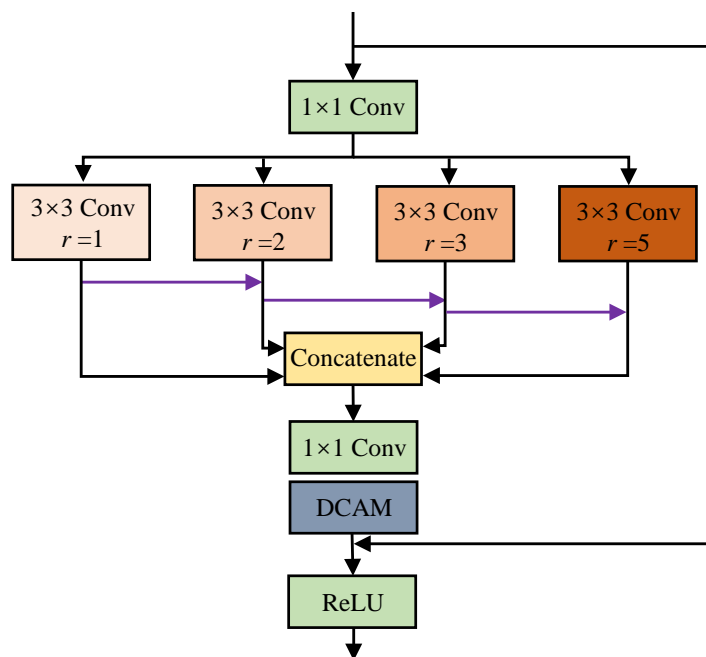 1×1 Conv
3×3 Conv
r =1
3×3 Conv
r =2
3×3 Conv
r =3
3×3 Conv
r =5
Concatenate
1×1 Conv
DCAM
ReLU